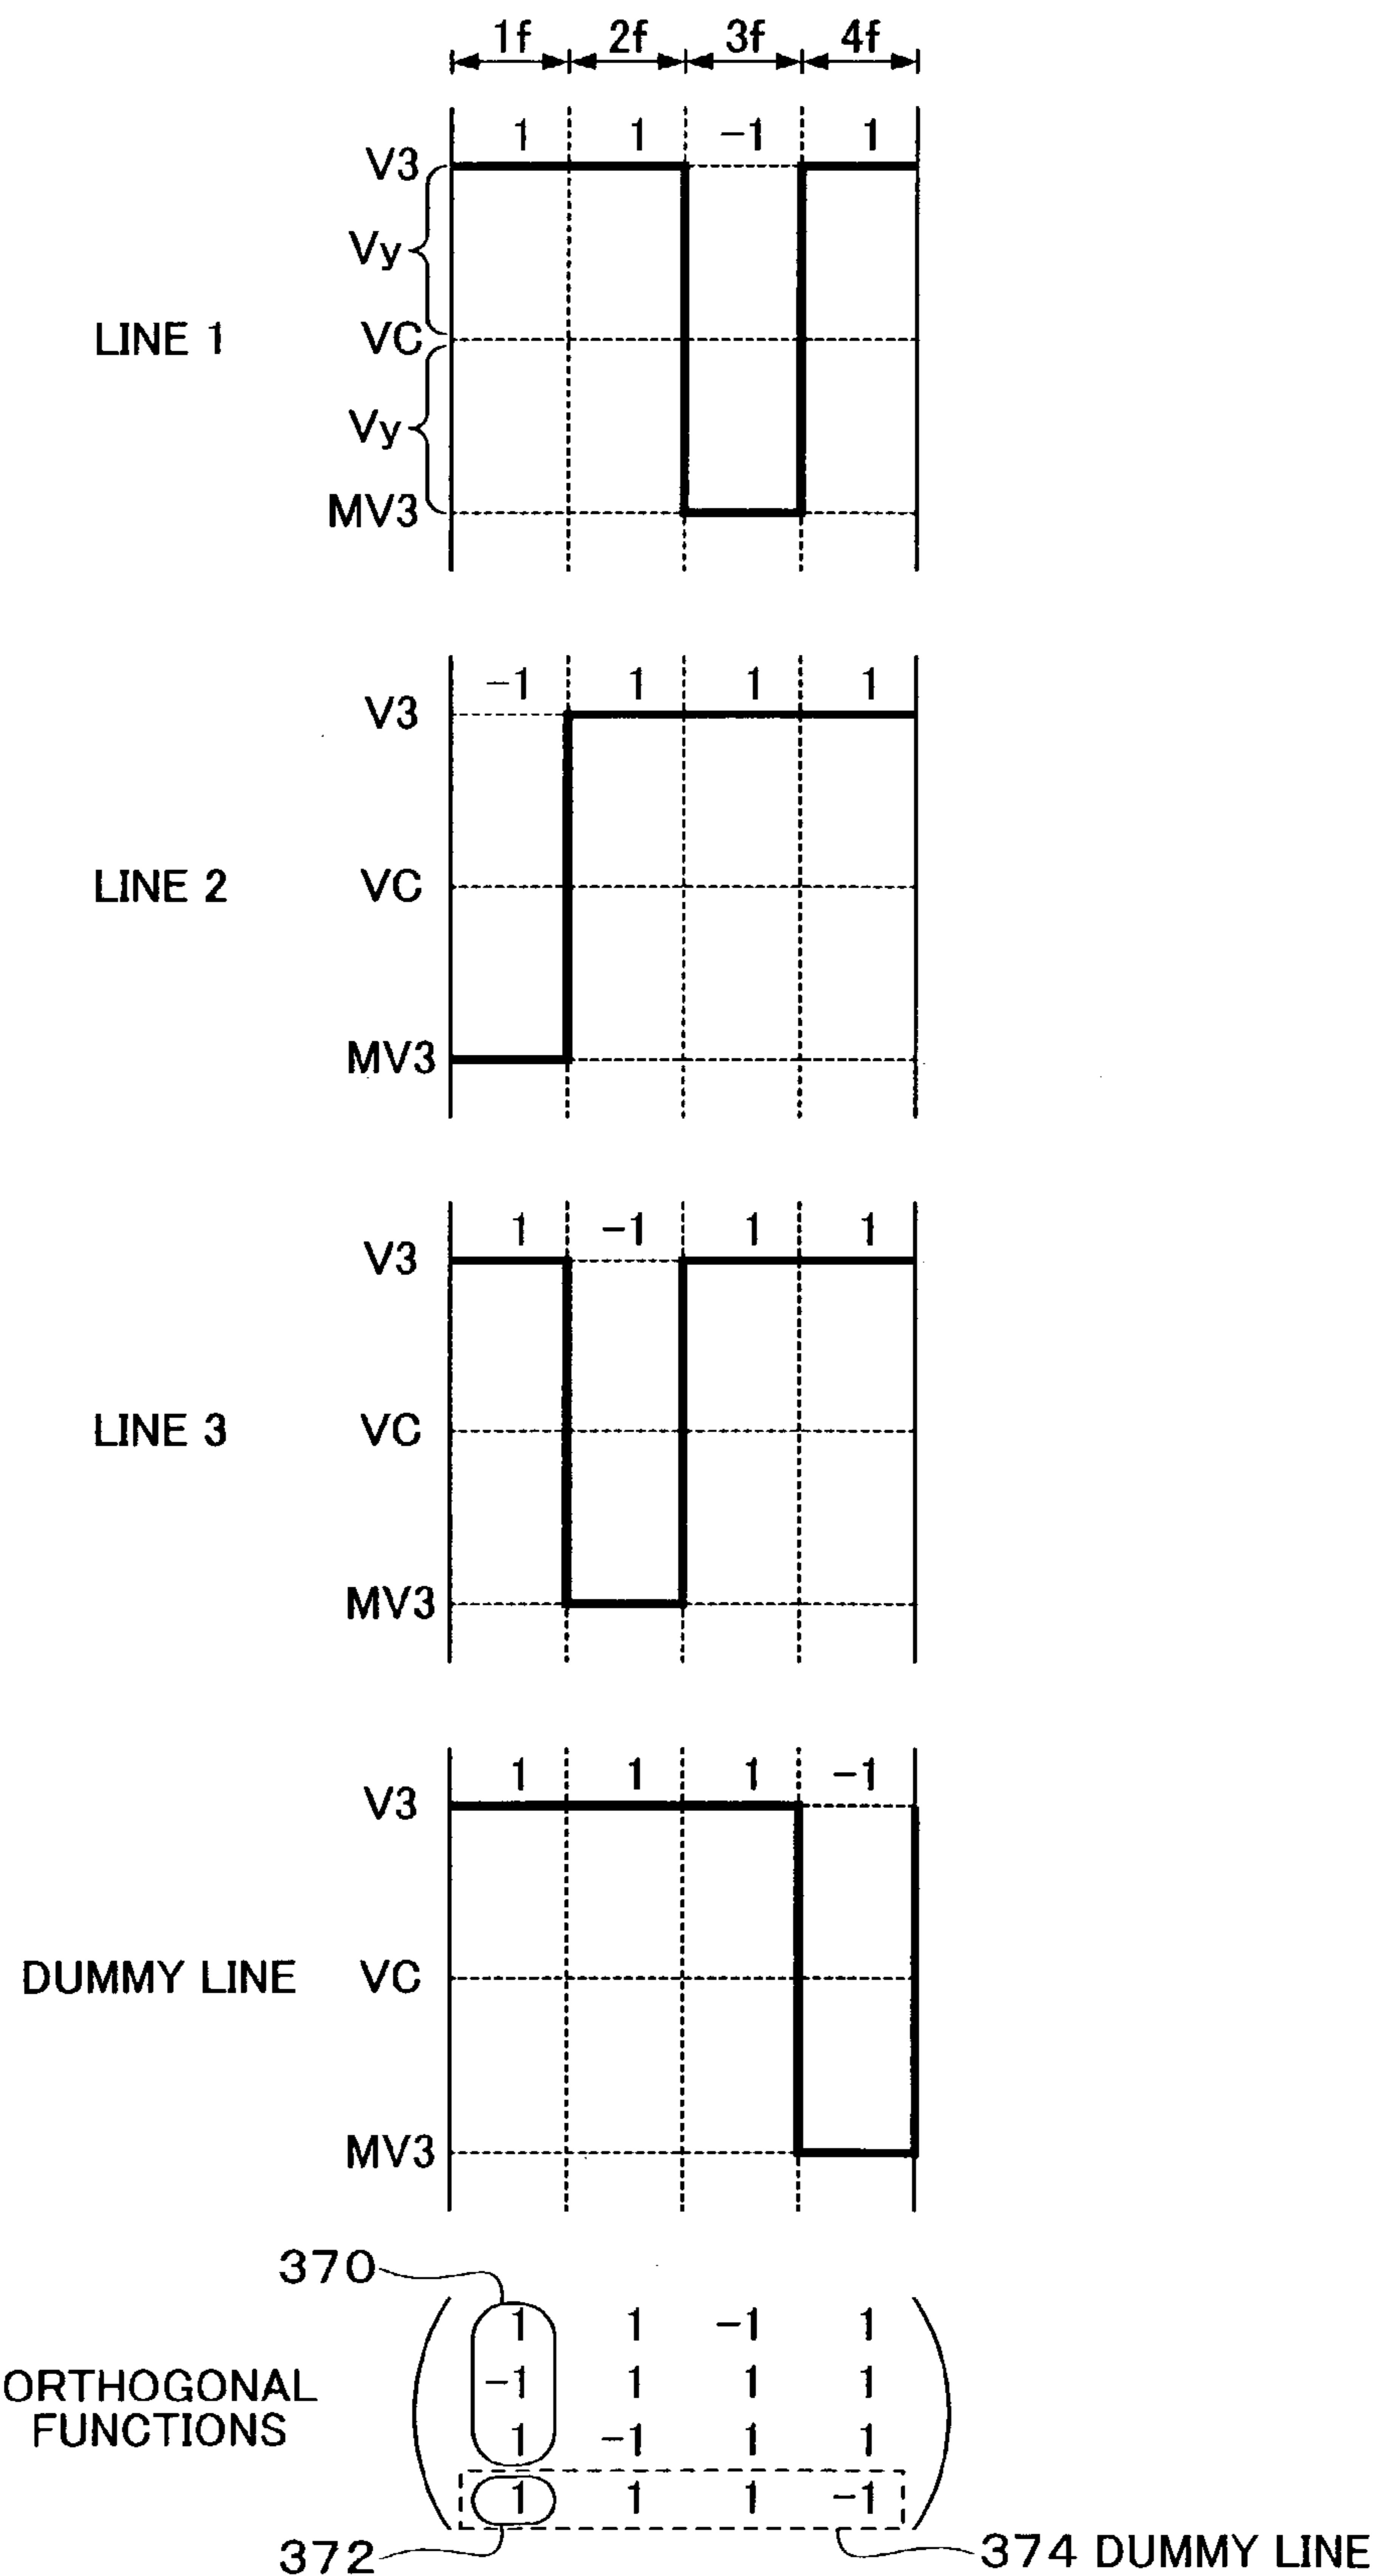 1f 2f 3f 4f
1 1 -1 1
V3
Vy
LINE 1 VC
Vy
MV3
-1 1 1 1
V3
LINE 2 VC
MV3
1 -1 1 1
V3
LINE 3 VC
MV3
1 1 1 -1
V3
DUMMY LINE VC
MV3
370
1 1 -1 1
-1 1 1 1
ORTHOGONAL
FUNCTIONS
1 -1 1 1
1 1 1 -1
372
374 DUMMY LINE